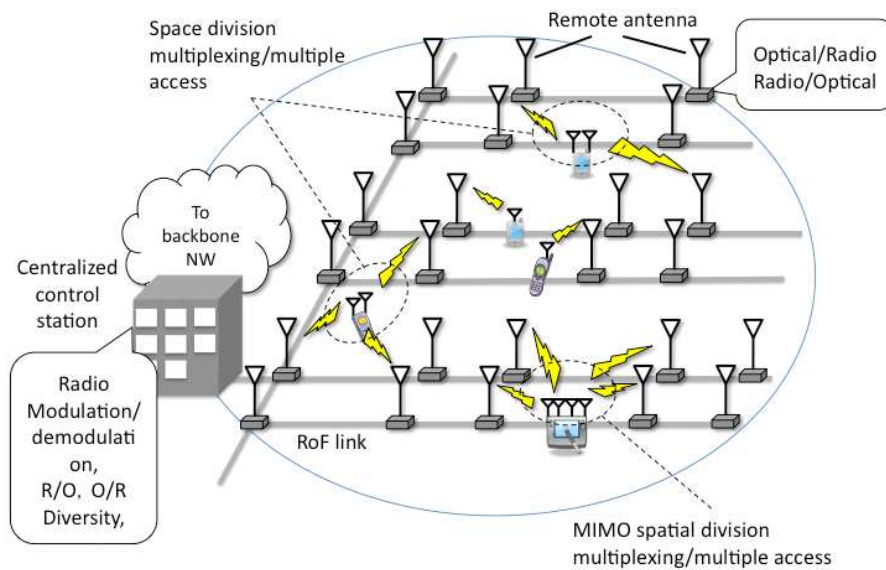 Space division
multiplexing/multiple
access
Remote antenna
Optical/Radio
Radio/Optical
To
backbone
NW
Centralized
control
station
Radio
Modulation/
demodulati
on,
R/O, O/R
Diversity,
RoF link
MIMO spatial division
multiplexing/multiple access